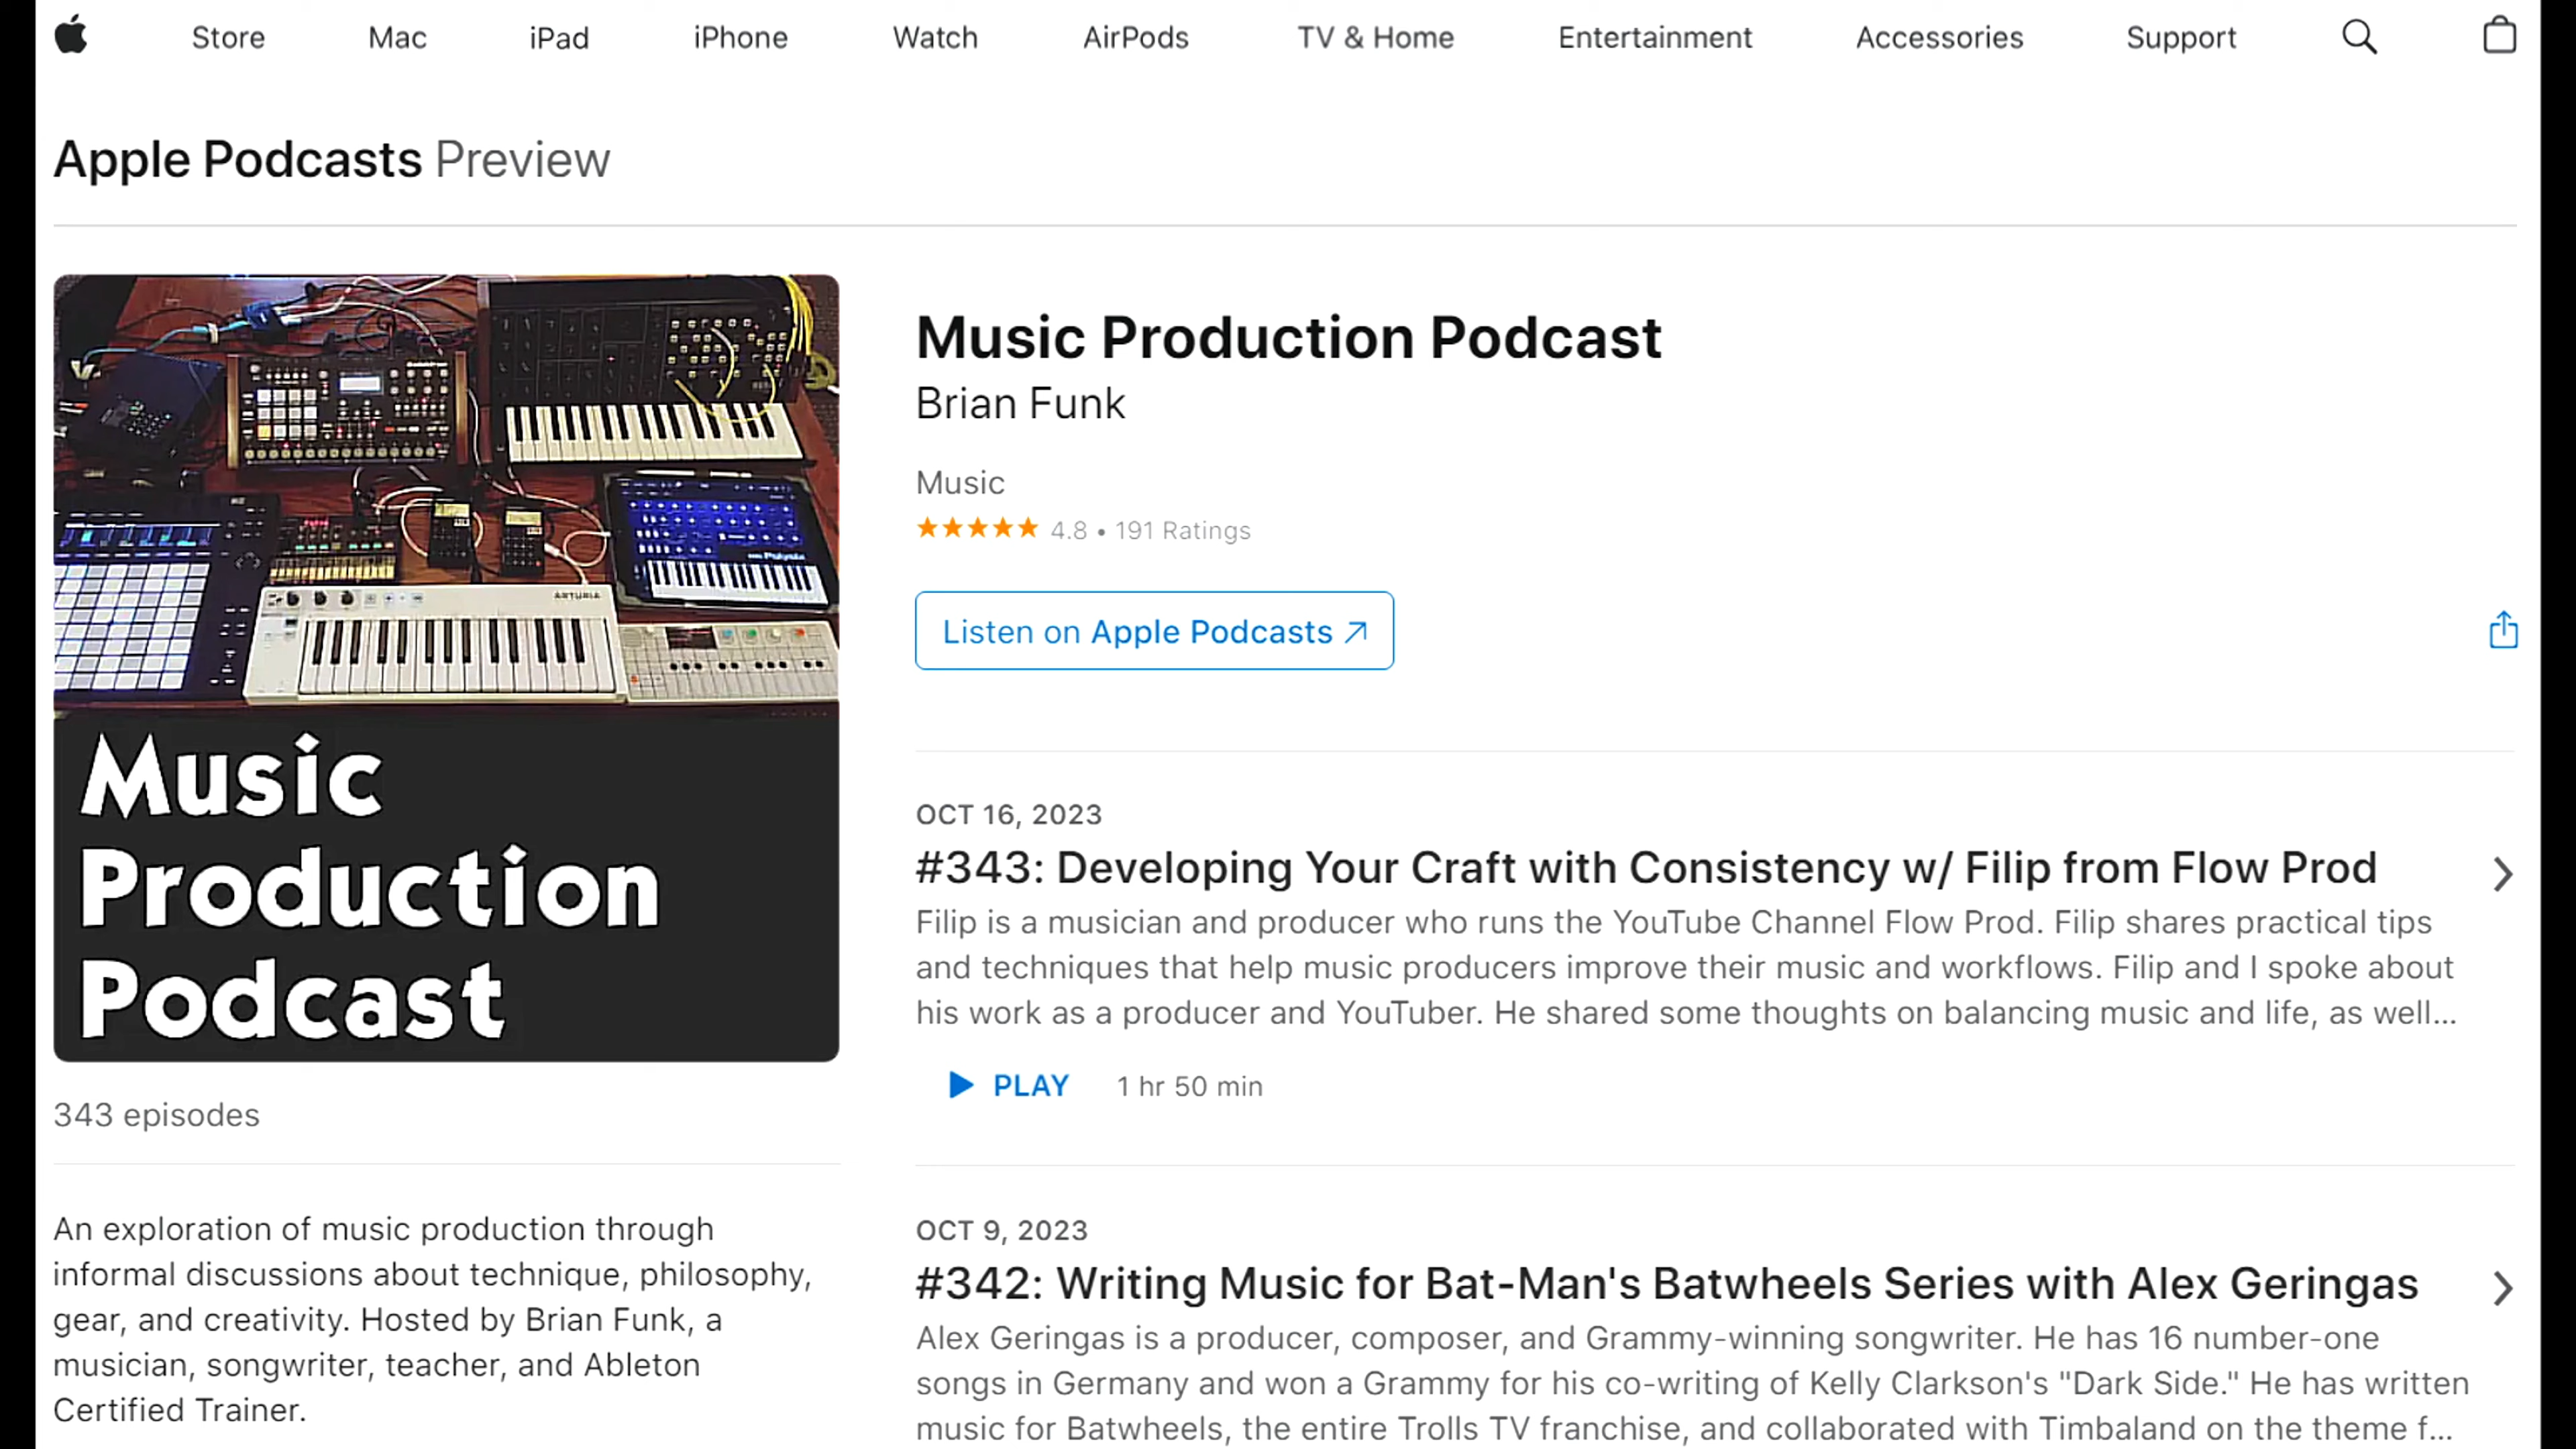 Store Mac iPad iPhone Watch AirPods TV & Home Entertainment Accessories Support
Apple Podcasts Preview
ARTURIA
Music
Production
Podcast
343 episodes
An exploration of music production through
informal discussions about technique, philosophy,
gear, and creativity. Hosted by Brian Funk, a
musician, songwriter, teacher, and Ableton
Certified Trainer.
Music Production Podcast
Brian Funk
Music
4.8 • 191 Ratings
Listen on Apple Podcasts
OCT 16, 2023
#343: Developing Your Craft with Consistency w/ Filip from Flow Prod
Filip is a musician and producer who runs the YouTube Channel Flow Prod. Filip shares practical tips
and techniques that help music producers improve their music and workflows. Filip and I spoke about
his work as a producer and YouTuber. He shared some thoughts on balancing music and life, as well...
PLAY 1 hr 50 min
OCT 9, 2023
#342: Writing Music for Bat-Man's Batwheels Series with Alex Geringas
Alex Geringas is a producer, composer, and Grammy-winning songwriter. He has 16 number-one
songs in Germany and won a Grammy for his co-writing of Kelly Clarkson's "Dark Side." He has written
music for Batwheels, the entire Trolls TV franchise, and collaborated with Timbaland on the theme f...